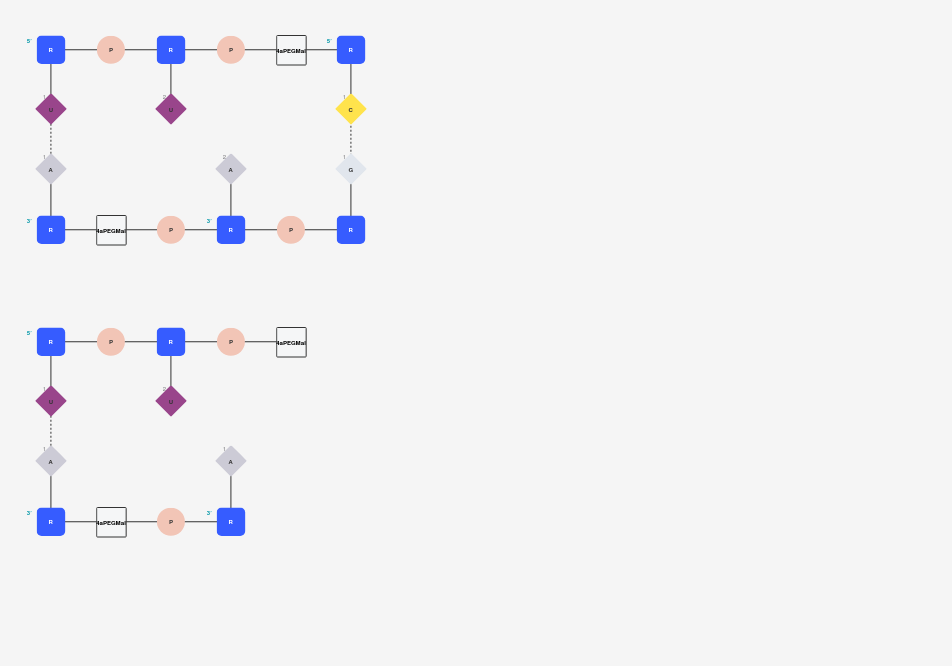 5' R P R P 4aPEGMal 5' R
1 U 2 U 1 C
1 A 2 A 1 G
3' R 4aPEGMal P 3' R P R
5' R P R P 4aPEGMal
1 U 2 U
1 A 1 A
3' R 4aPEGMal P 3' R